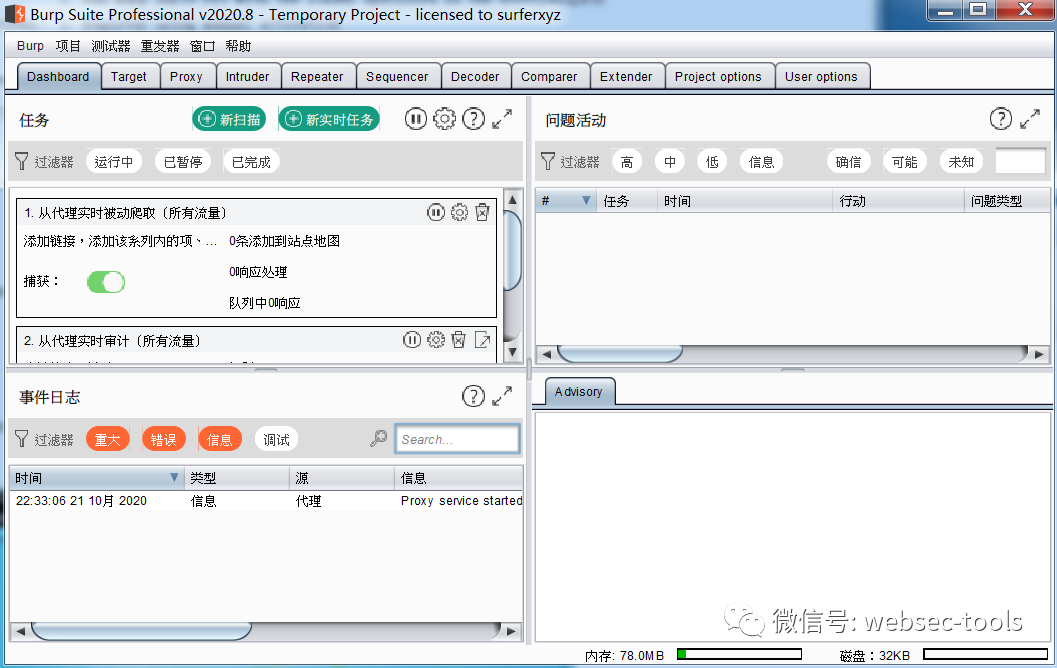 Burp Suite Professional v2020.8 - Temporary Project - licensed to surferxyz
Burp 项目 测试器 重发器 窗口 帮助
Dashboard Target Proxy Intruder Repeater Sequencer Decoder Comparer Extender Project options User options
任务 新扫描 新实时任务
过滤器 运行中 已暂停 已完成
1. 从代理实时被动爬取（所有流量）
添加链接，添加该系列内的项、... 0条添加到站点地图
0响应处理
捕获：
队列中0响应
2. 从代理实时审计（所有流量）
问题活动
过滤器 高 中 低 信息 确信 可能 未知
# 任务 时间 行动 问题类型
事件日志
过滤器 重大 错误 信息 调试 Search...
时间 类型 源 信息
22:33:06 21 10月 2020 信息 代理 Proxy service started
Advisory
微信号: websec-tools
内存: 78.0MB 磁盘：32KB